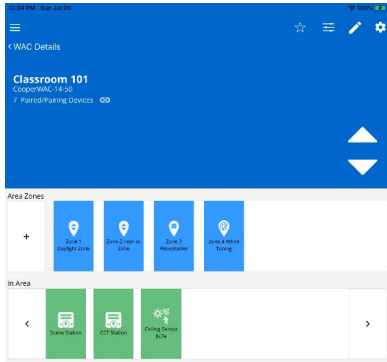 12:34 PM Sun Jul 26
100%
< WAC Details
Classroom 101
CooperWAC-14-50
7 Paired/Pairing Devices
Area Zones
+
Zone 1
Daylight Zone
Zone 2 Interior
Zone
Zone 3
Receptacles
Zone 4 White
Tuning
In Area
<
Scene Station
CCT Station
Ceiling Sensor
>